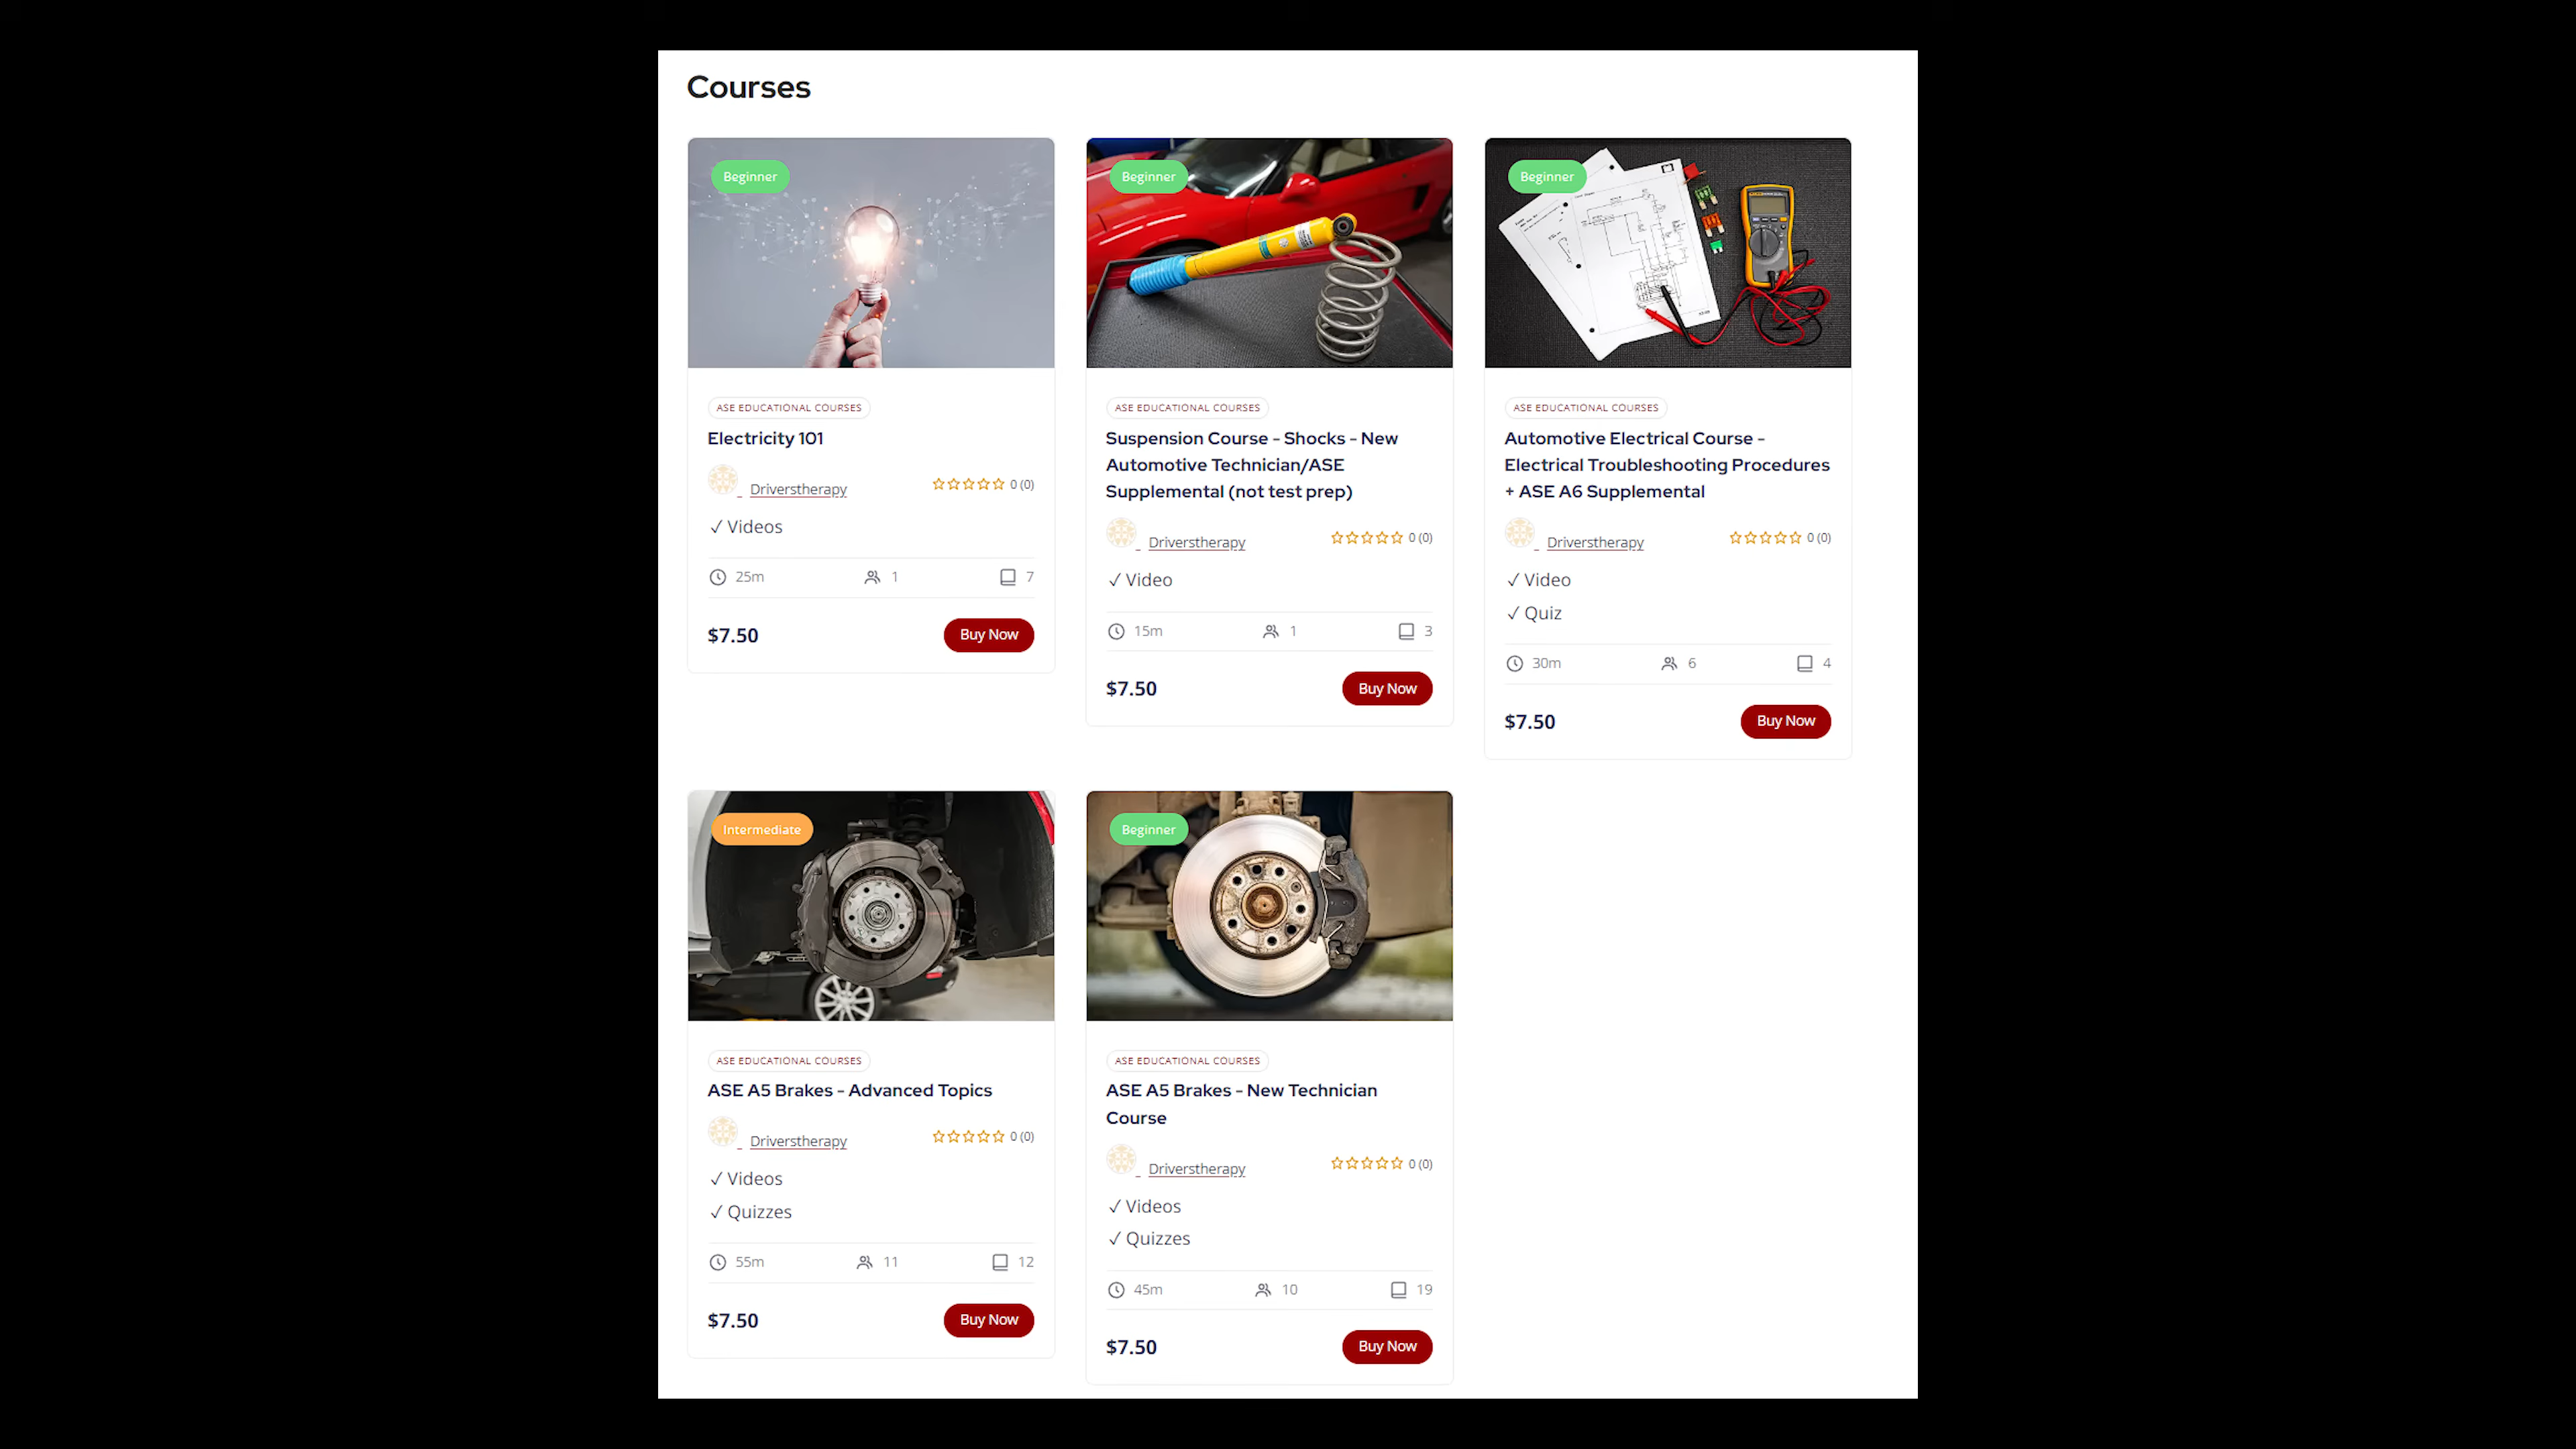 Courses
Beginner
ASE EDUCATIONAL COURSES
Electricity 101
Driverstherapy
0 (0)
✓ Videos
25m
1
7
$7.50
Buy Now
Beginner
ASE EDUCATIONAL COURSES
Suspension Course - Shocks - New
Automotive Technician/ASE
Supplemental (not test prep)
Driverstherapy
0 (0)
✓ Video
15m
1
3
$7.50
Buy Now
Beginner
ASE EDUCATIONAL COURSES
Automotive Electrical Course -
Electrical Troubleshooting Procedures
+ ASE A6 Supplemental
Driverstherapy
0 (0)
✓ Video
✓ Quiz
30m
6
4
$7.50
Buy Now
Intermediate
ASE EDUCATIONAL COURSES
ASE A5 Brakes - Advanced Topics
Driverstherapy
0 (0)
✓ Videos
✓ Quizzes
55m
11
12
$7.50
Buy Now
Beginner
ASE EDUCATIONAL COURSES
ASE A5 Brakes - New Technician
Course
Driverstherapy
0 (0)
✓ Videos
✓ Quizzes
45m
10
19
$7.50
Buy Now